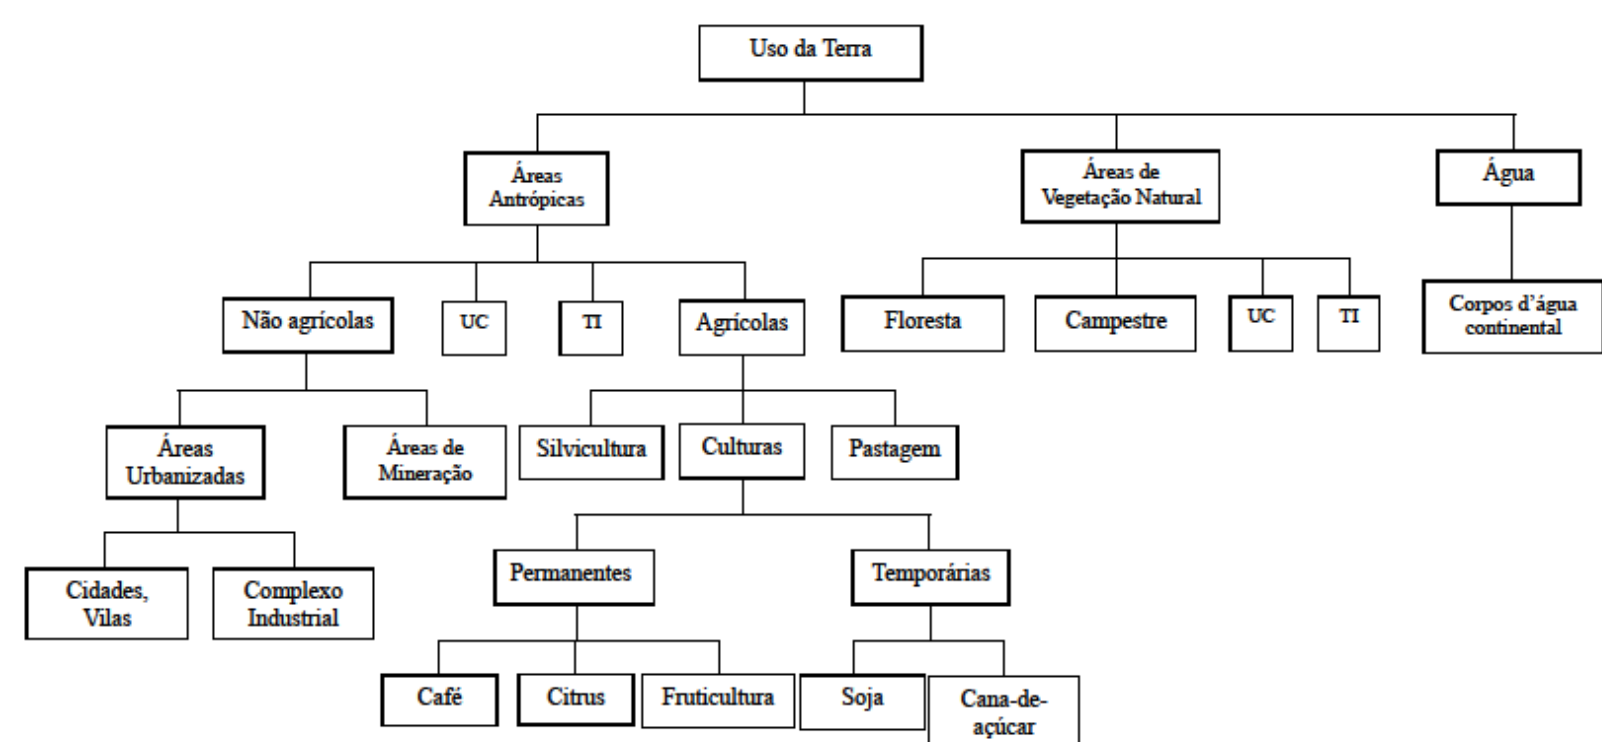 Uso da Terra
Áreas
Antrópicas
Áreas de
Vegetação Natural
Água
Não agrícolas
UC
TI
Agrícolas
Floresta
Campestre
UC
TI
Corpos d'água
continental
Áreas
Urbanizadas
Áreas de
Mineração
Silvicultura
Culturas
Pastagem
Cidades,
Vilas
Complexo
Industrial
Permanentes
Temporárias
Café
Citrus
Fruticultura
Soja
Cana-de-
açúcar